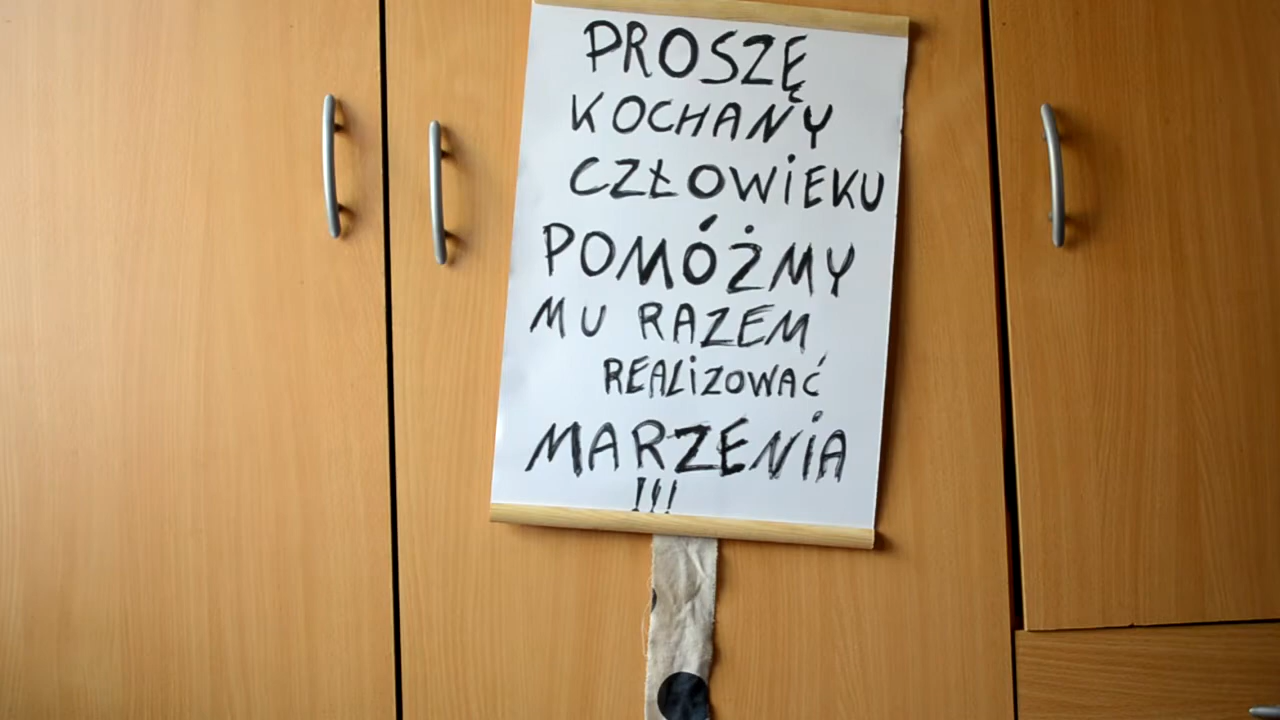 PROSZĘ
KOCHANY
CZŁOWiEKU
POMÓŻMY
MU RAZEM
REALiZOWAĆ
MARZENiA
!!!